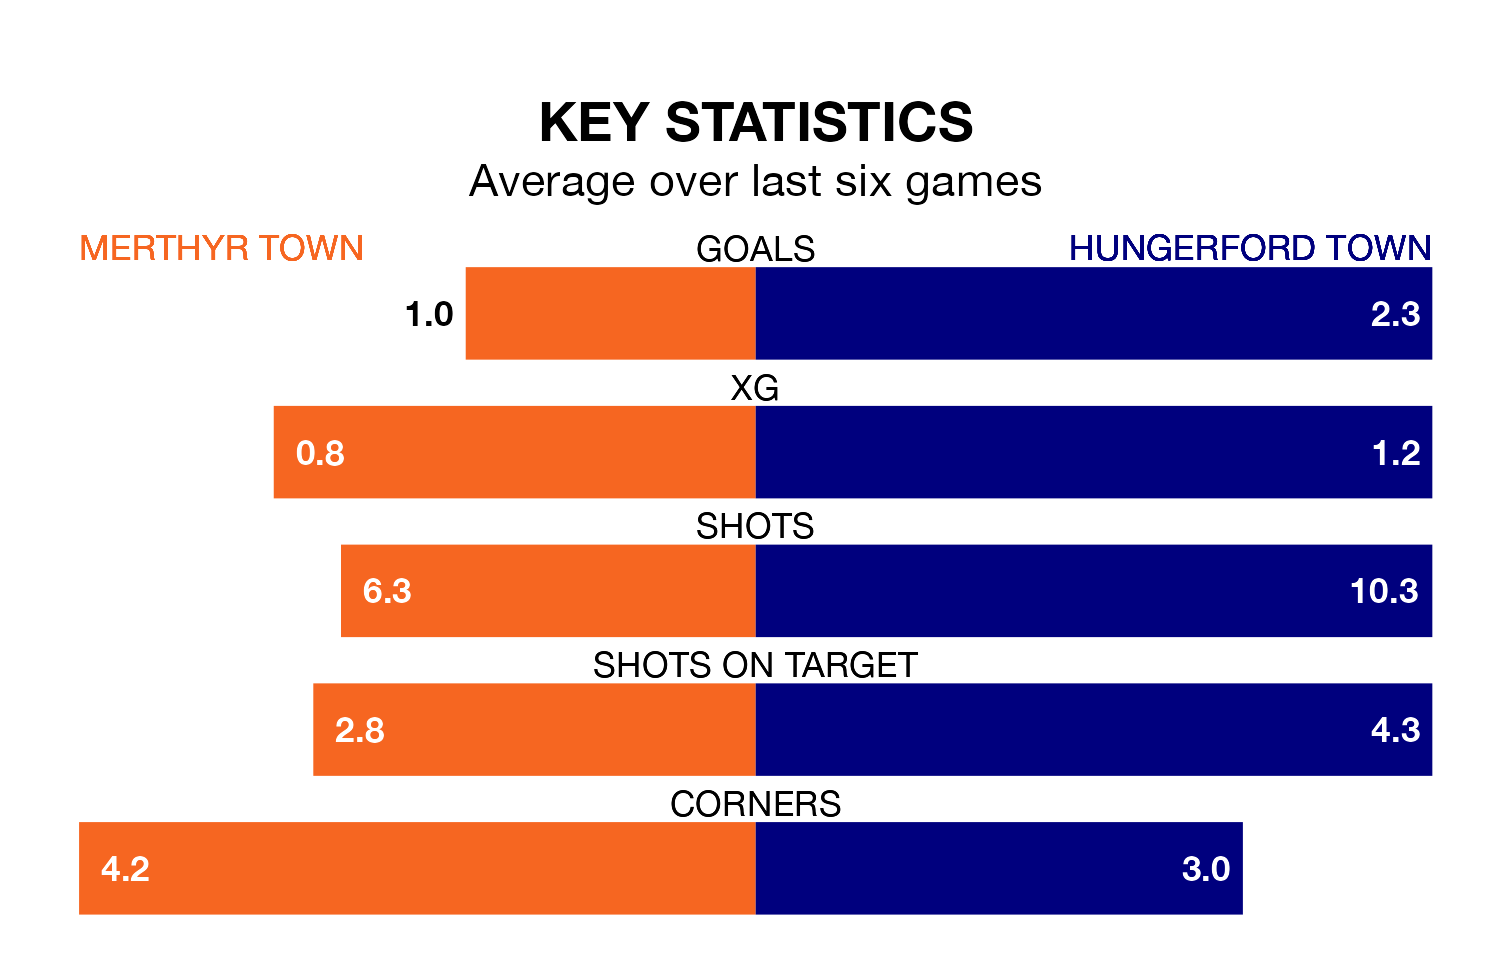 KEY STATISTICS
Average over last six games
MERTHYR TOWN GOALS HUNGERFORD TOWN
1.0 2.3
XG
0.8 1.2
SHOTS
6.3 10.3
SHOTS ON TARGET
2.8 4.3
CORNERS
4.2 3.0